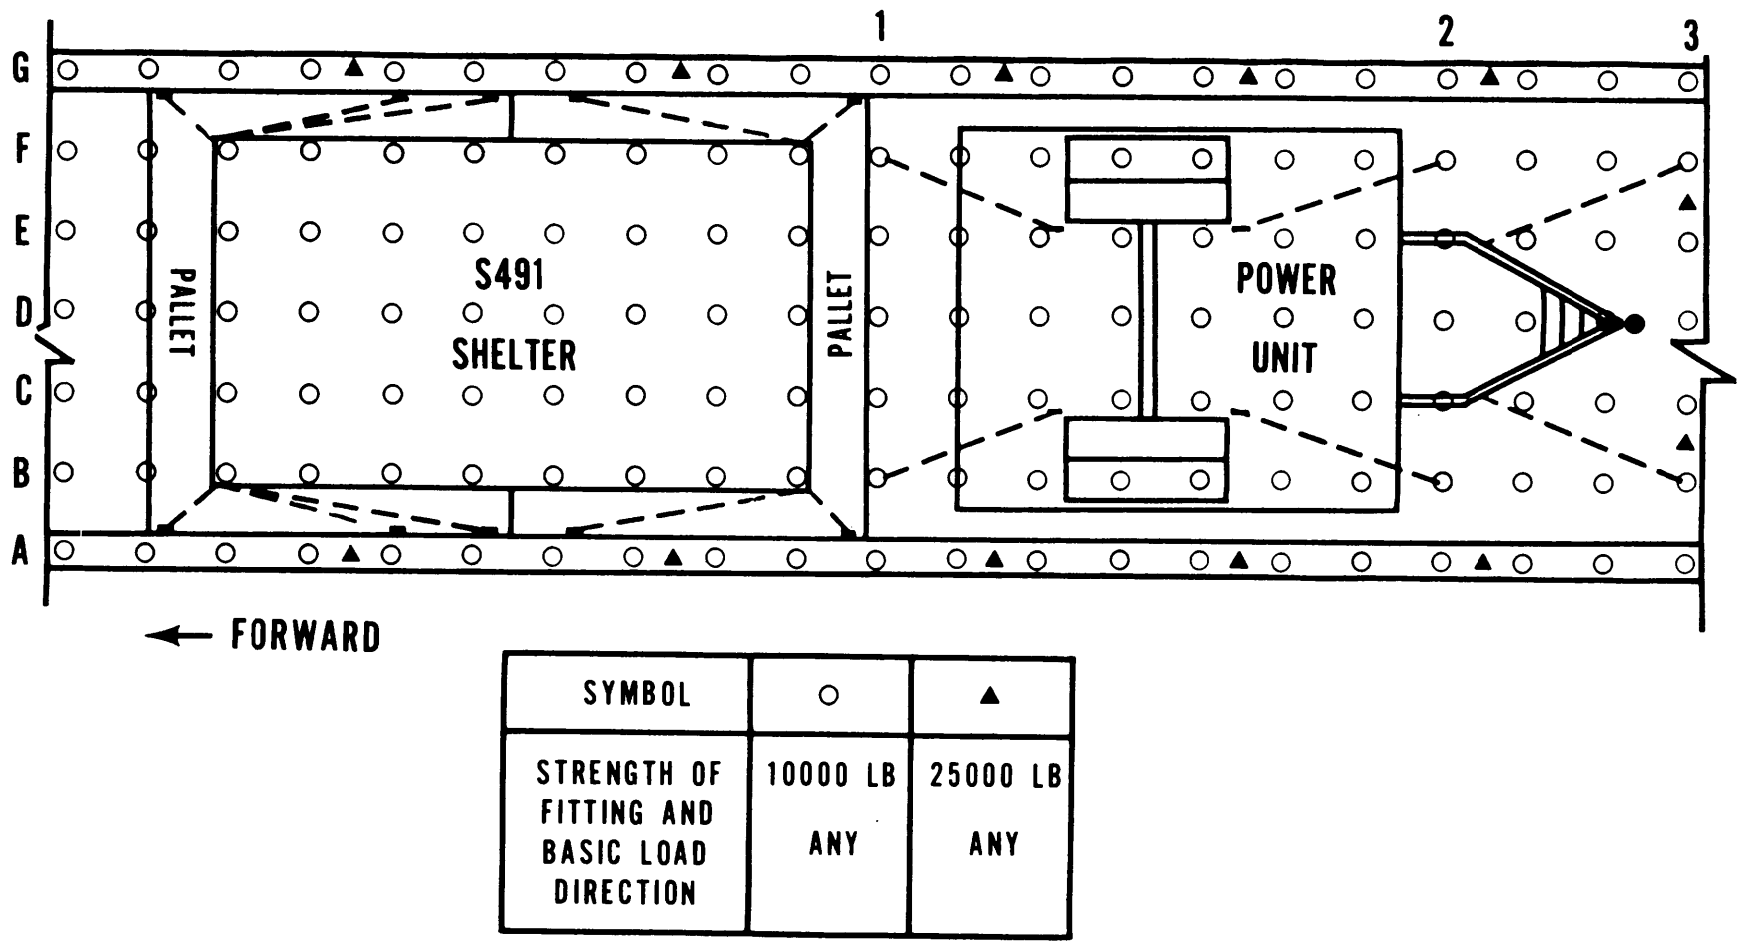 1
2
3
G
F
E
D
C
B
A
PALLET
S491
SHELTER
PALLET
POWER
UNIT
FORWARD
SYMBOL
STRENGTH OF
FITTING AND
BASIC LOAD
DIRECTION
10000 LB
ANY
25000 LB
ANY